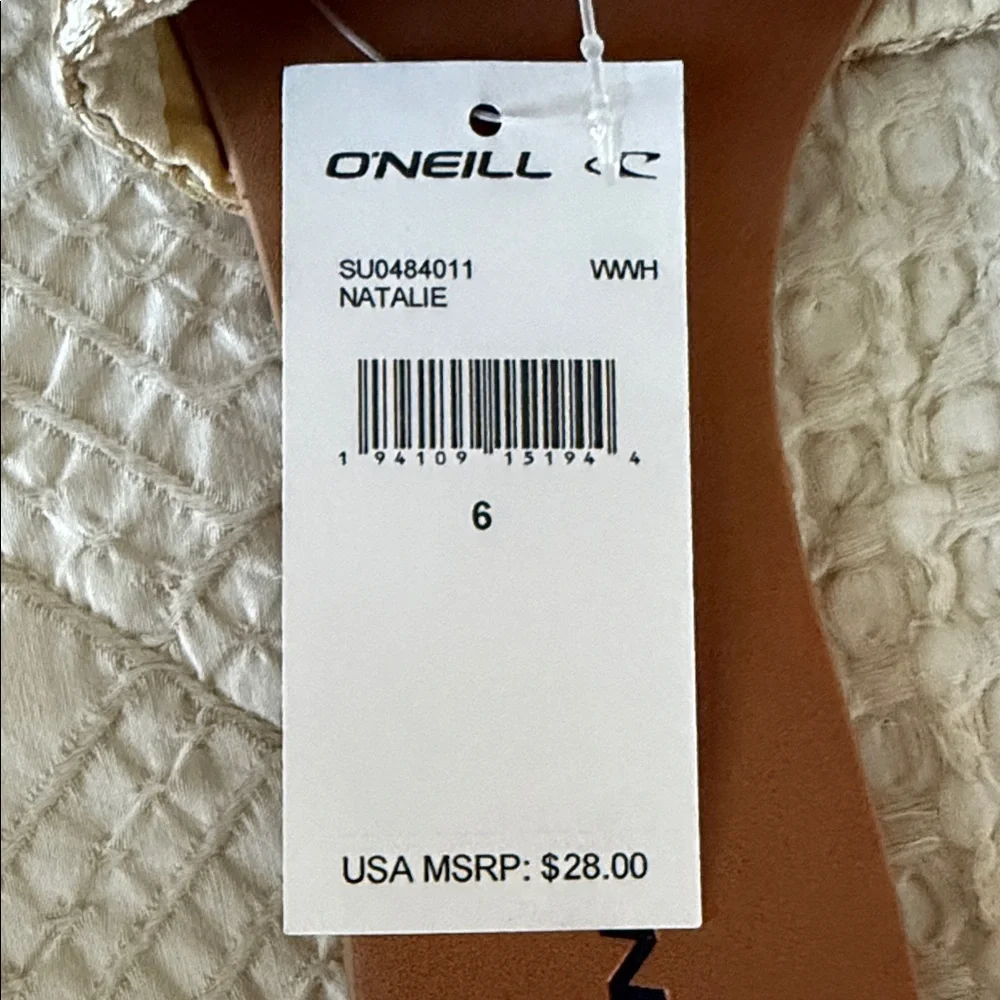 O'NEILL
SU0484011 WWH
NATALIE
1 94109 15194 4
6
USA MSRP: $28.00